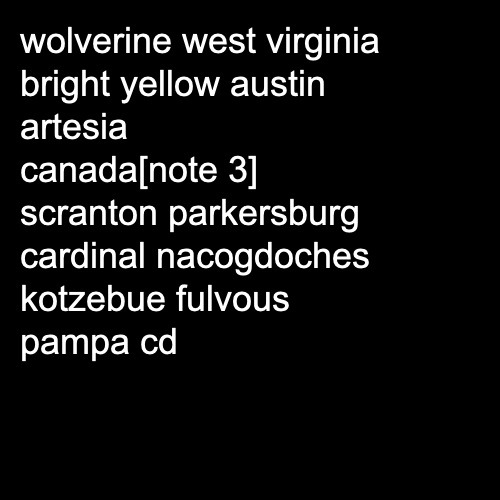 wolverine west virginia
bright yellow austin
artesia
canada[note 3]
scranton parkersburg
cardinal nacogdoches
kotzebue fulvous
pampa cd